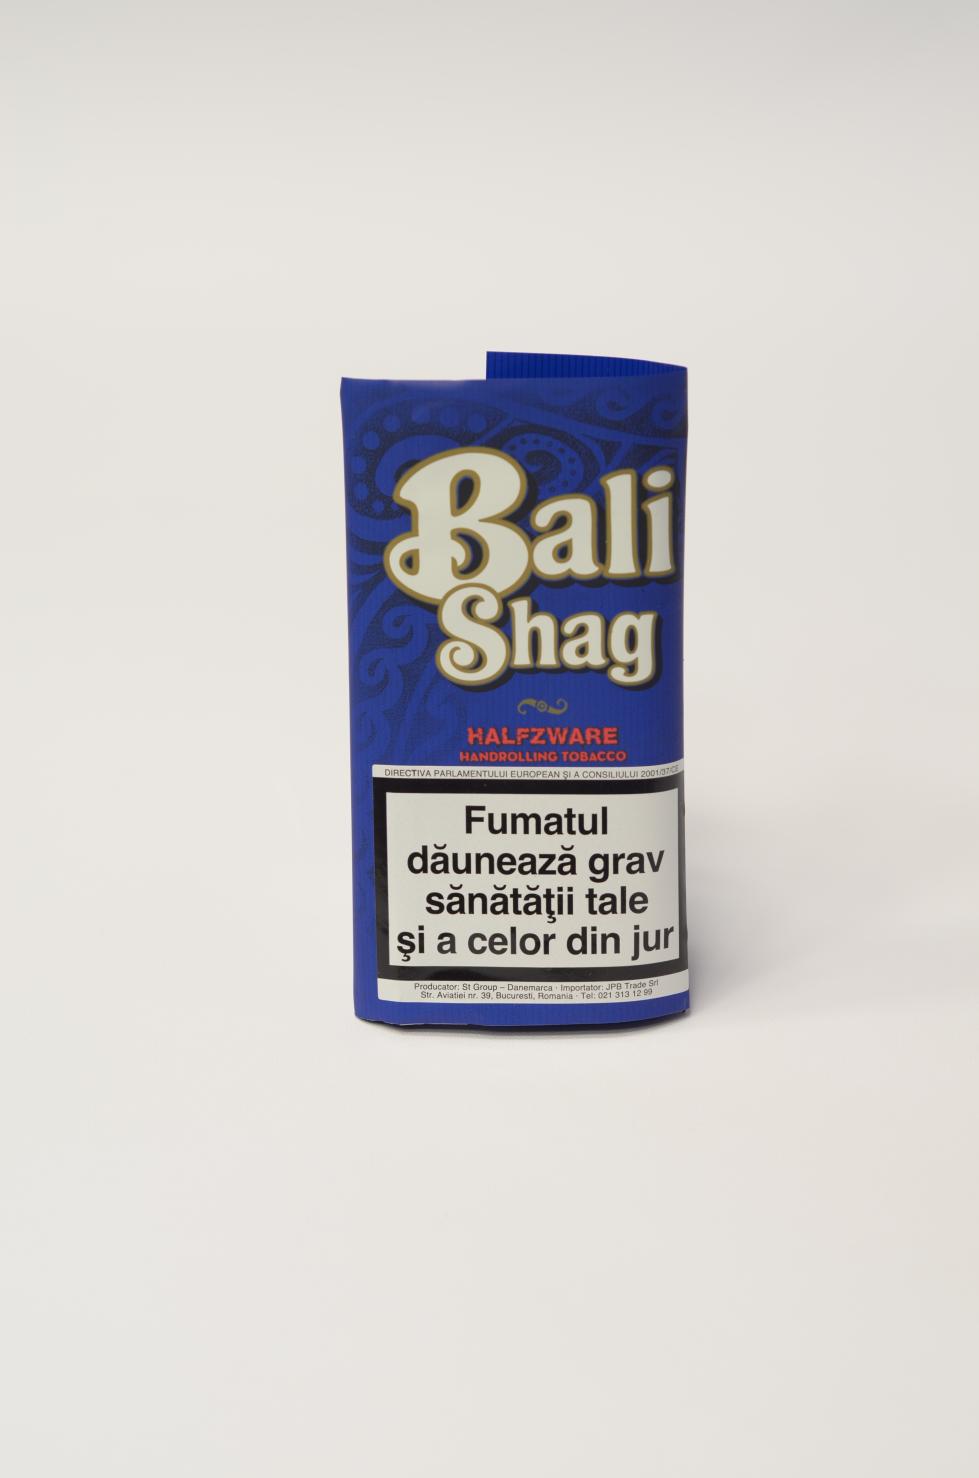 Bali
Shag
HALFZWARE
HANDROLLING TOBACCO
DIRECTIVA PARLAMENTULUI EUROPEAN ŞI A CONSILIULUI 2001/37/CE
Fumatul
dăunează grav
sănătăţii tale
şi a celor din jur
Producator: St Group – Danemarca · Importator: JPB Trade Srl
Str. Aviatiei nr. 39, Bucuresti, Romania · Tel: 021 313 12 99